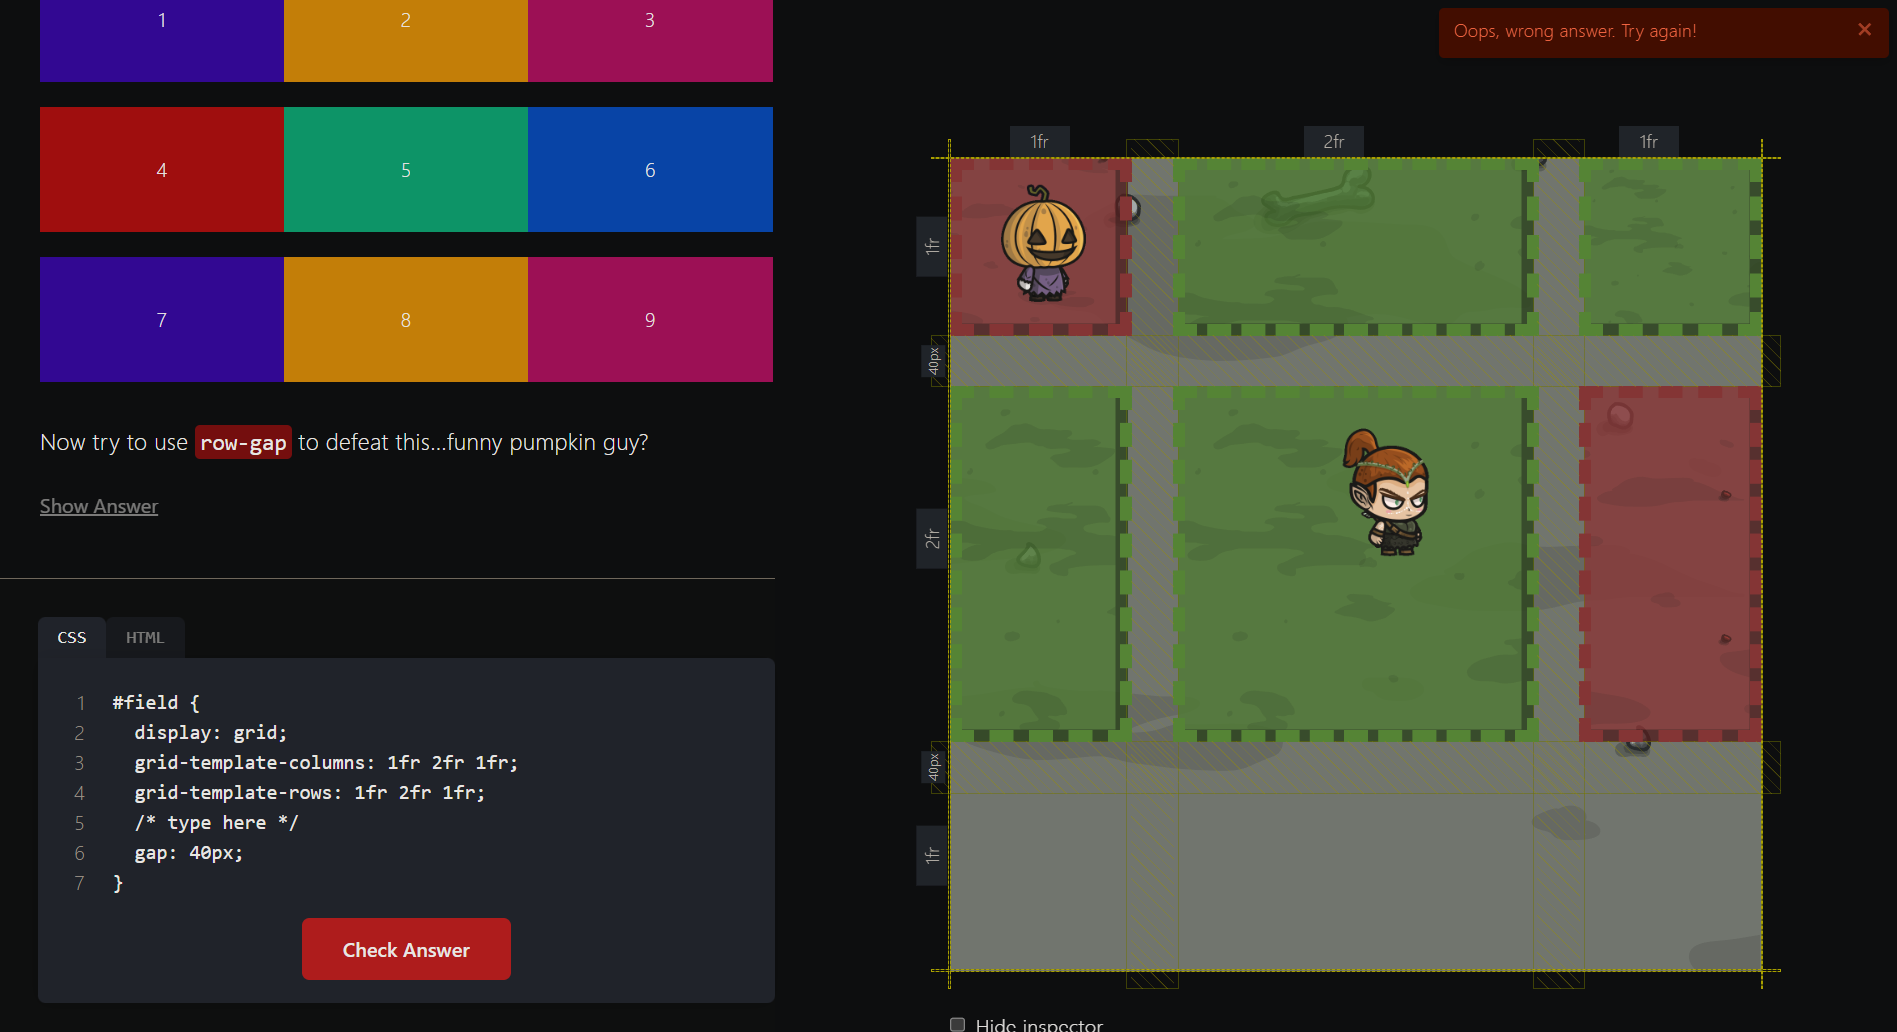 1 2 3
Oops, wrong answer. Try again! ×
4 5 6
7 8 9
Now try to use row-gap to defeat this...funny pumpkin guy?
Show Answer
CSS HTML
1 #field {
2 display: grid;
3 grid-template-columns: 1fr 2fr 1fr;
4 grid-template-rows: 1fr 2fr 1fr;
5 /* type here */
6 gap: 40px;
7 }
Check Answer
1fr 2fr 1fr
1fr
40px
2fr
40px
1fr
Hide inspector